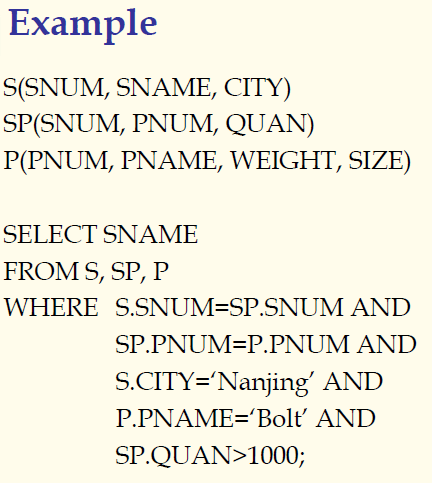 Example
S(SNUM, SNAME, CITY)
SP(SNUM, PNUM, QUAN)
P(PNUM, PNAME, WEIGHT, SIZE)
SELECT SNAME
FROM S, SP, P
WHERE S.SNUM=SP.SNUM AND
SP.PNUM=P.PNUM AND
S.CITY=‘Nanjing’ AND
P.PNAME=‘Bolt’ AND
SP.QUAN>1000;